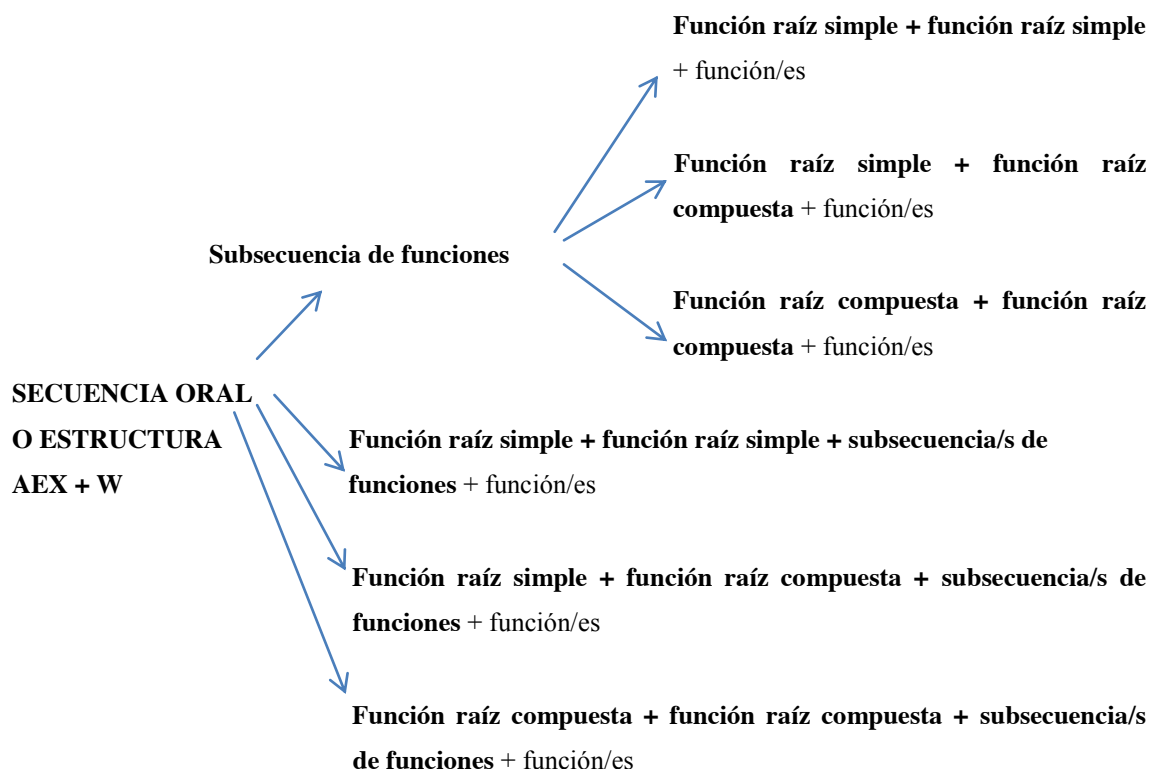 Función raíz simple + función raíz simple
+ función/es
Función raíz simple + función raíz
compuesta + función/es
Subsecuencia de funciones
Función raíz compuesta + función raíz
compuesta + función/es
SECUENCIA ORAL
O ESTRUCTURA
AEX + W
Función raíz simple + función raíz simple + subsecuencia/s de
funciones + función/es
Función raíz simple + función raíz compuesta + subsecuencia/s de
funciones + función/es
Función raíz compuesta + función raíz compuesta + subsecuencia/s
de funciones + función/es